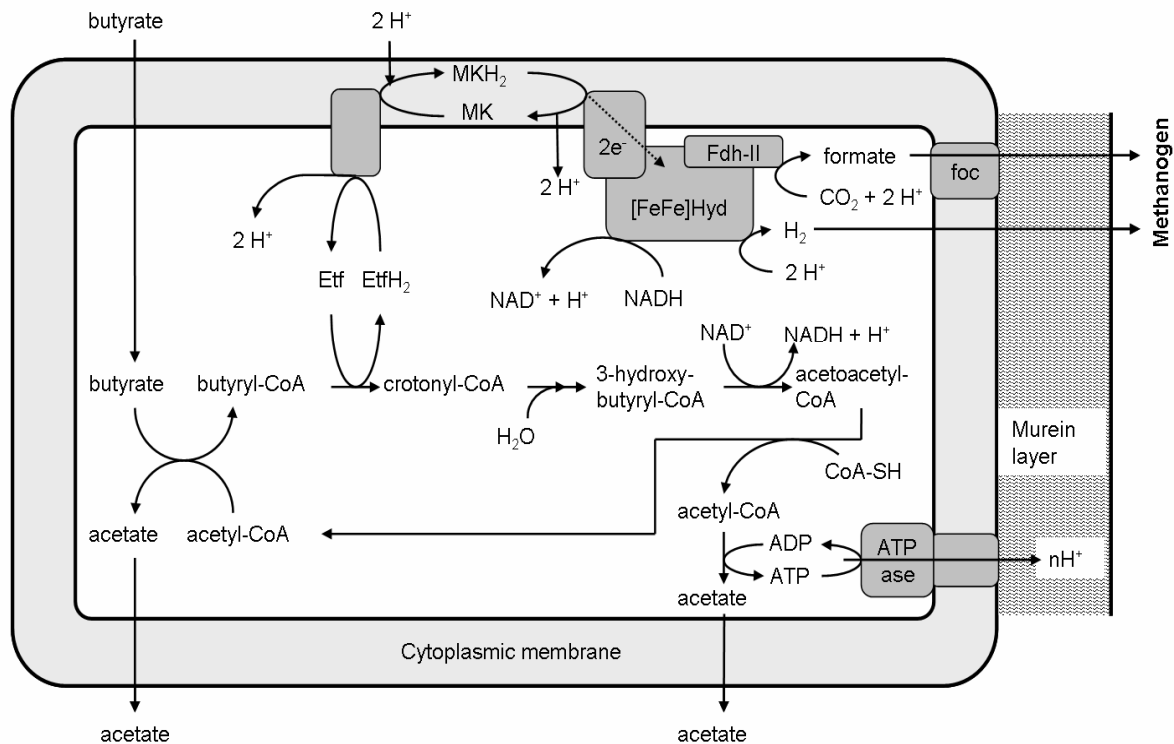 butyrate
2 H⁺
MKH₂
MK
2e⁻
Fdh-II
formate
foc
Methanogen
2 H⁺
CO₂ + 2 H⁺
[FeFe]Hyd
2 H⁺
H₂
2 H⁺
Etf
EtfH₂
NAD⁺ + H⁺
NADH
NAD⁺
NADH + H⁺
butyrate
butyryl-CoA
crotonyl-CoA
3-hydroxy-
butyryl-CoA
acetoacetyl-
CoA
H₂O
Murein
layer
CoA-SH
acetyl-CoA
acetate
acetyl-CoA
ADP
ATP
ATP
ase
nH⁺
acetate
Cytoplasmic membrane
acetate
acetate